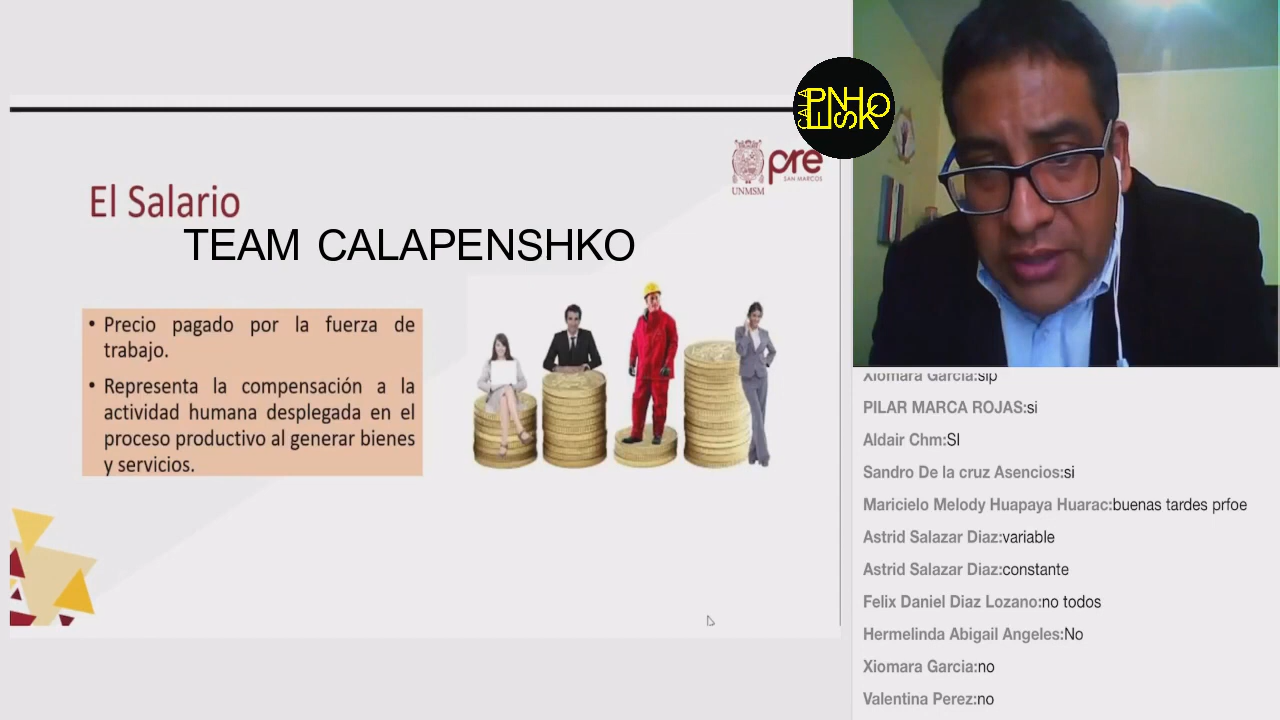 El Salario
TEAM CALAPENSHKO
• Precio pagado por la fuerza de
trabajo.
• Representa la compensación a la
actividad humana desplegada en el
proceso productivo al generar bienes
y servicios.
UNMSM
pre
SAN MARCOS
CALA
PENSHKO
Xiomara Garcia:sip
PILAR MARCA ROJAS:si
Aldair Chm:SI
Sandro De la cruz Asencios:si
Maricielo Melody Huapaya Huarac:buenas tardes prfoe
Astrid Salazar Diaz:variable
Astrid Salazar Diaz:constante
Felix Daniel Diaz Lozano:no todos
Hermelinda Abigail Angeles:No
Xiomara Garcia:no
Valentina Perez:no